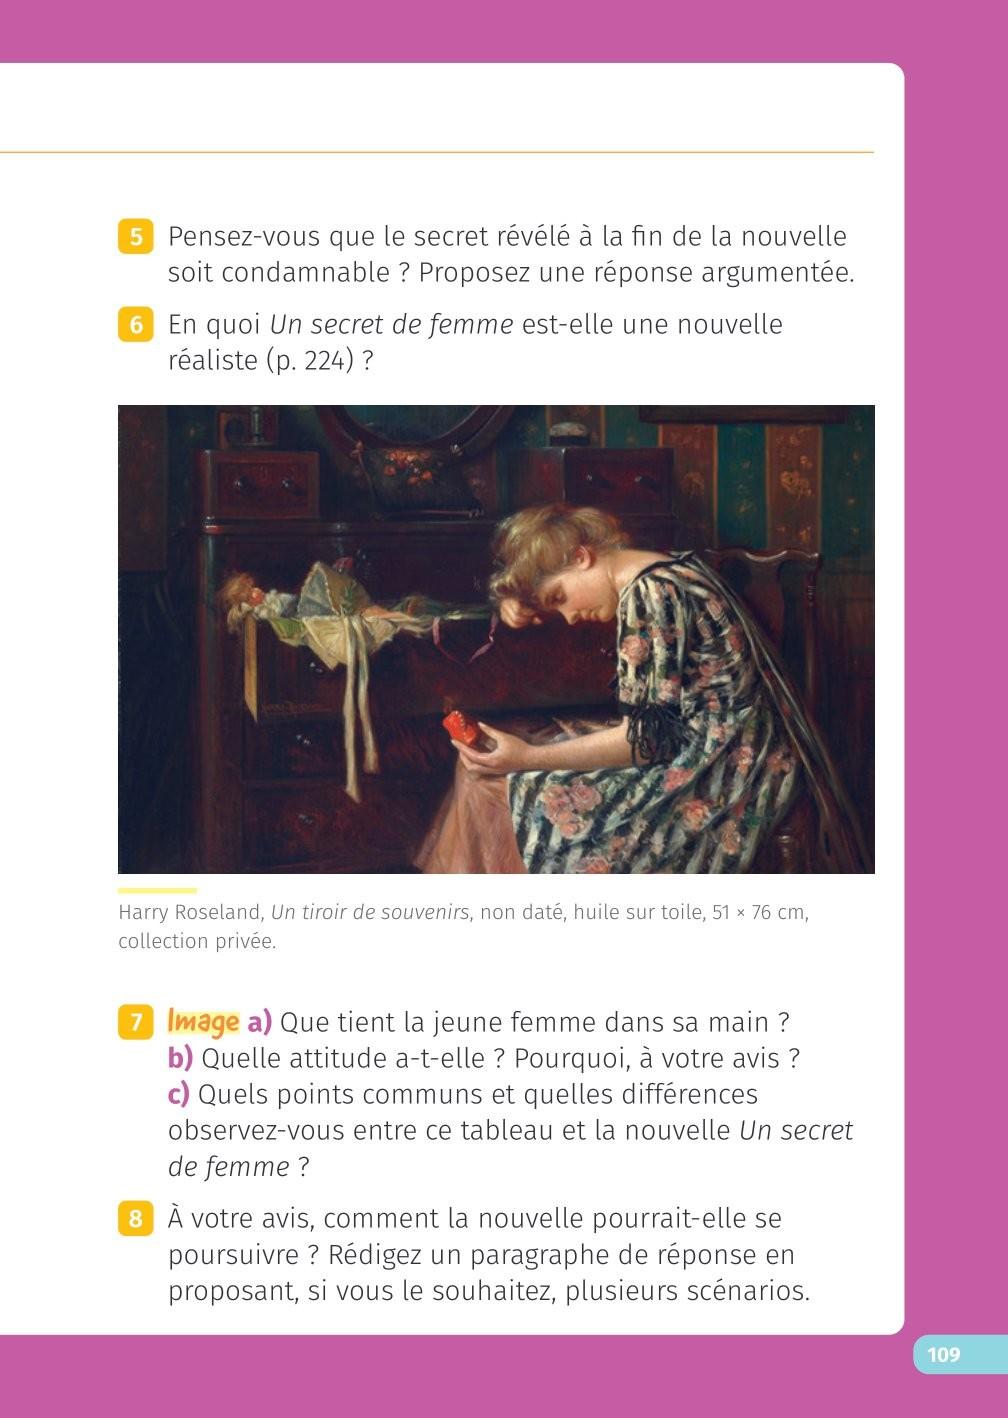 5 Pensez-vous que le secret révélé à la fin de la nouvelle
soit condamnable ? Proposez une réponse argumentée.
6 En quoi Un secret de femme est-elle une nouvelle
réaliste (p. 224) ?
Harry Roseland, Un tiroir de souvenirs, non daté, huile sur toile, 51 × 76 cm,
collection privée.
7 Image a) Que tient la jeune femme dans sa main ?
b) Quelle attitude a-t-elle ? Pourquoi, à votre avis ?
c) Quels points communs et quelles différences
observez-vous entre ce tableau et la nouvelle Un secret
de femme ?
8 À votre avis, comment la nouvelle pourrait-elle se
poursuivre ? Rédigez un paragraphe de réponse en
proposant, si vous le souhaitez, plusieurs scénarios.
109